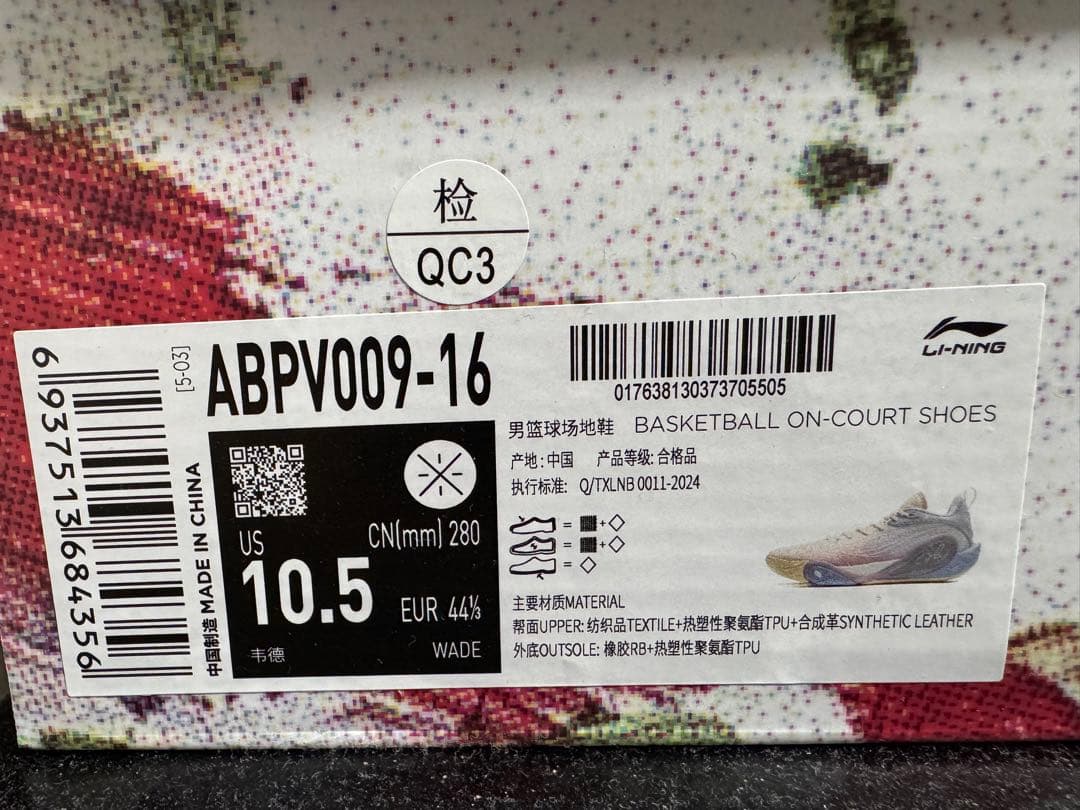 检
QC3
6937513684356
[5-03]
中国制造 MADE IN CHINA
ABPV009-16
017638130373705505
LI-NING
男篮球场地鞋 BASKETBALL ON-COURT SHOES
产地:中国 产品等级:合格品
执行标准: Q/TXLNB 0011-2024
US
CN(mm) 280
10.5
EUR 44⅓
韦德
WADE
主要材质MATERIAL
帮面UPPER:纺织品TEXTILE+热塑性聚氨酯TPU+合成革SYNTHETIC LEATHER
外底OUTSOLE: 橡胶RB+热塑性聚氨酯TPU